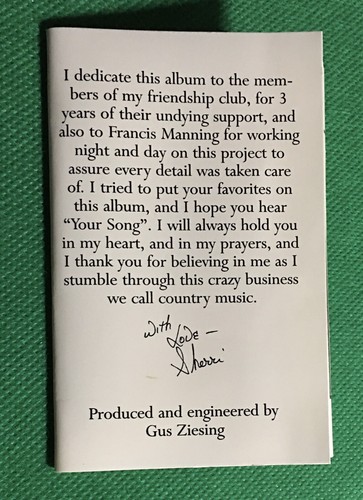 I dedicate this album to the mem-
bers of my friendship club, for 3
years of their undying support, and
also to Francis Manning for working
night and day on this project to
assure every detail was taken care
of. I tried to put your favorites on
this album, and I hope you hear
“Your Song”. I will always hold you
in my heart, and in my prayers, and
I thank you for believing in me as I
stumble through this crazy business
we call country music.
With
Love –
Sherri
Produced and engineered by
Gus Ziesing